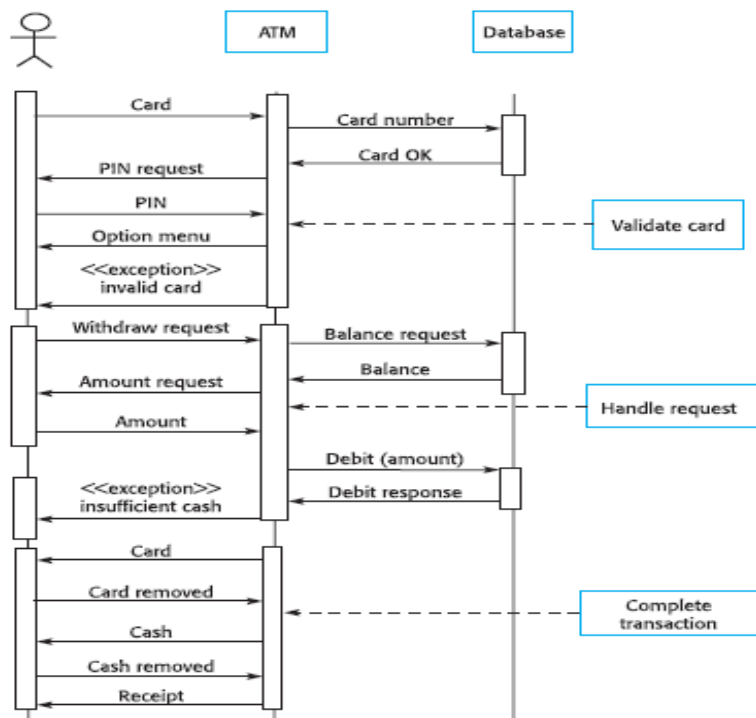 ATM
Database
Card
Card number
Card OK
PIN request
PIN
Option menu
Validate card
<<exception>>
invalid card
Withdraw request
Balance request
Balance
Amount request
Handle request
Amount
Debit (amount)
<<exception>>
insufficient cash
Debit response
Card
Card removed
Complete
transaction
Cash
Cash removed
Receipt